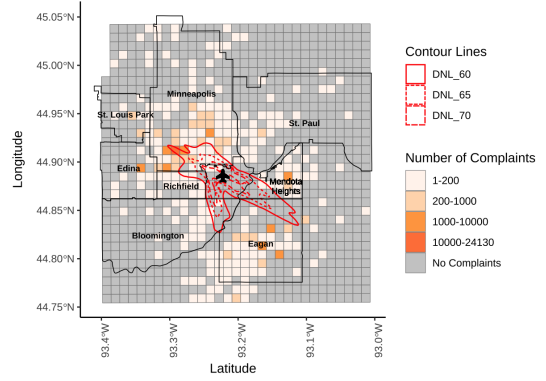 45.05°N
45.00°N
44.95°N
44.90°N
44.85°N
44.80°N
44.75°N
Longitude
Minneapolis
St. Louis Park
St. Paul
Edina
Richfield
Mendota
Heights
Bloomington
Eagan
93.4°W
93.3°W
93.2°W
93.1°W
93.0°W
Latitude
Contour Lines
DNL_60
DNL_65
DNL_70
Number of Complaints
1-200
200-1000
1000-10000
10000-24130
No Complaints